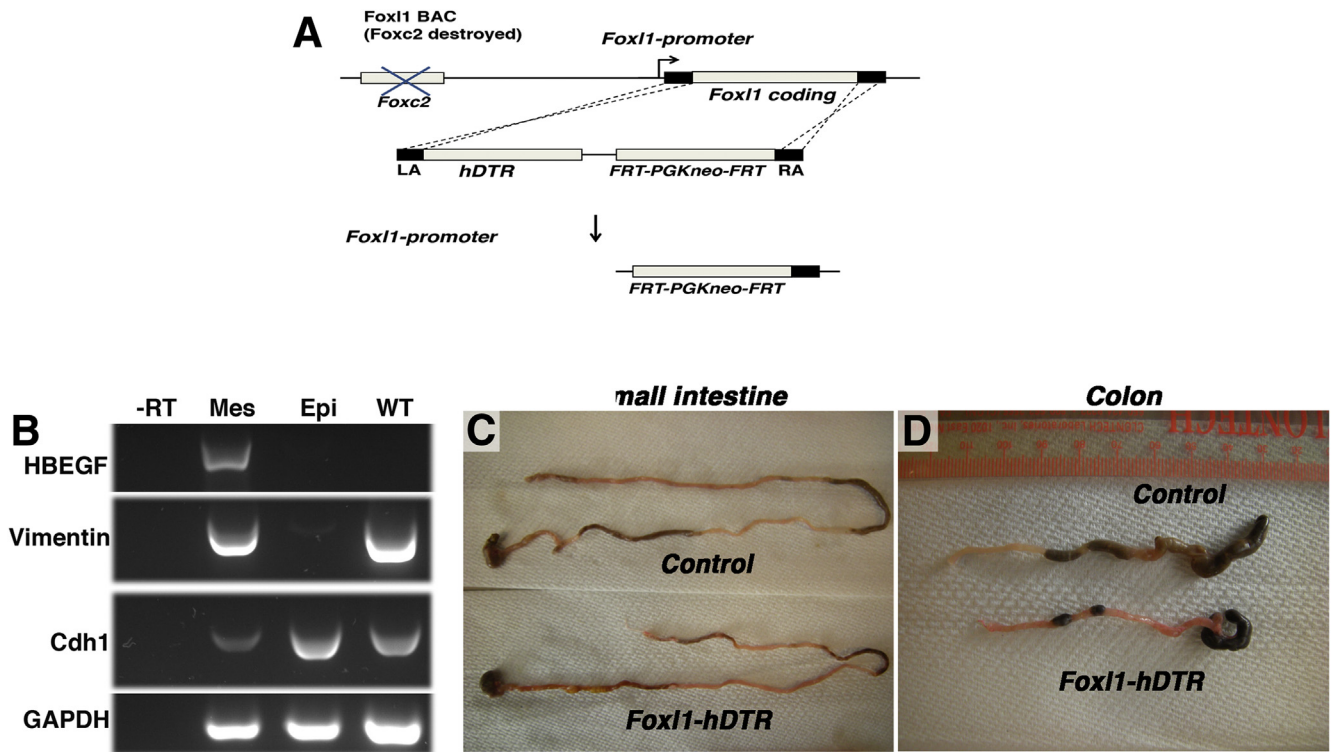 A
Foxl1 BAC
(Foxc2 destroyed)
Foxl1-promoter
Foxc2
Foxl1 coding
LA
hDTR
FRT-PGKneo-FRT
RA
Foxl1-promoter
FRT-PGKneo-FRT
B
-RT Mes Epi WT
HBEGF
Vimentin
Cdh1
GAPDH
mall intestine
C
Control
Foxl1-hDTR
Colon
D
Control
Foxl1-hDTR